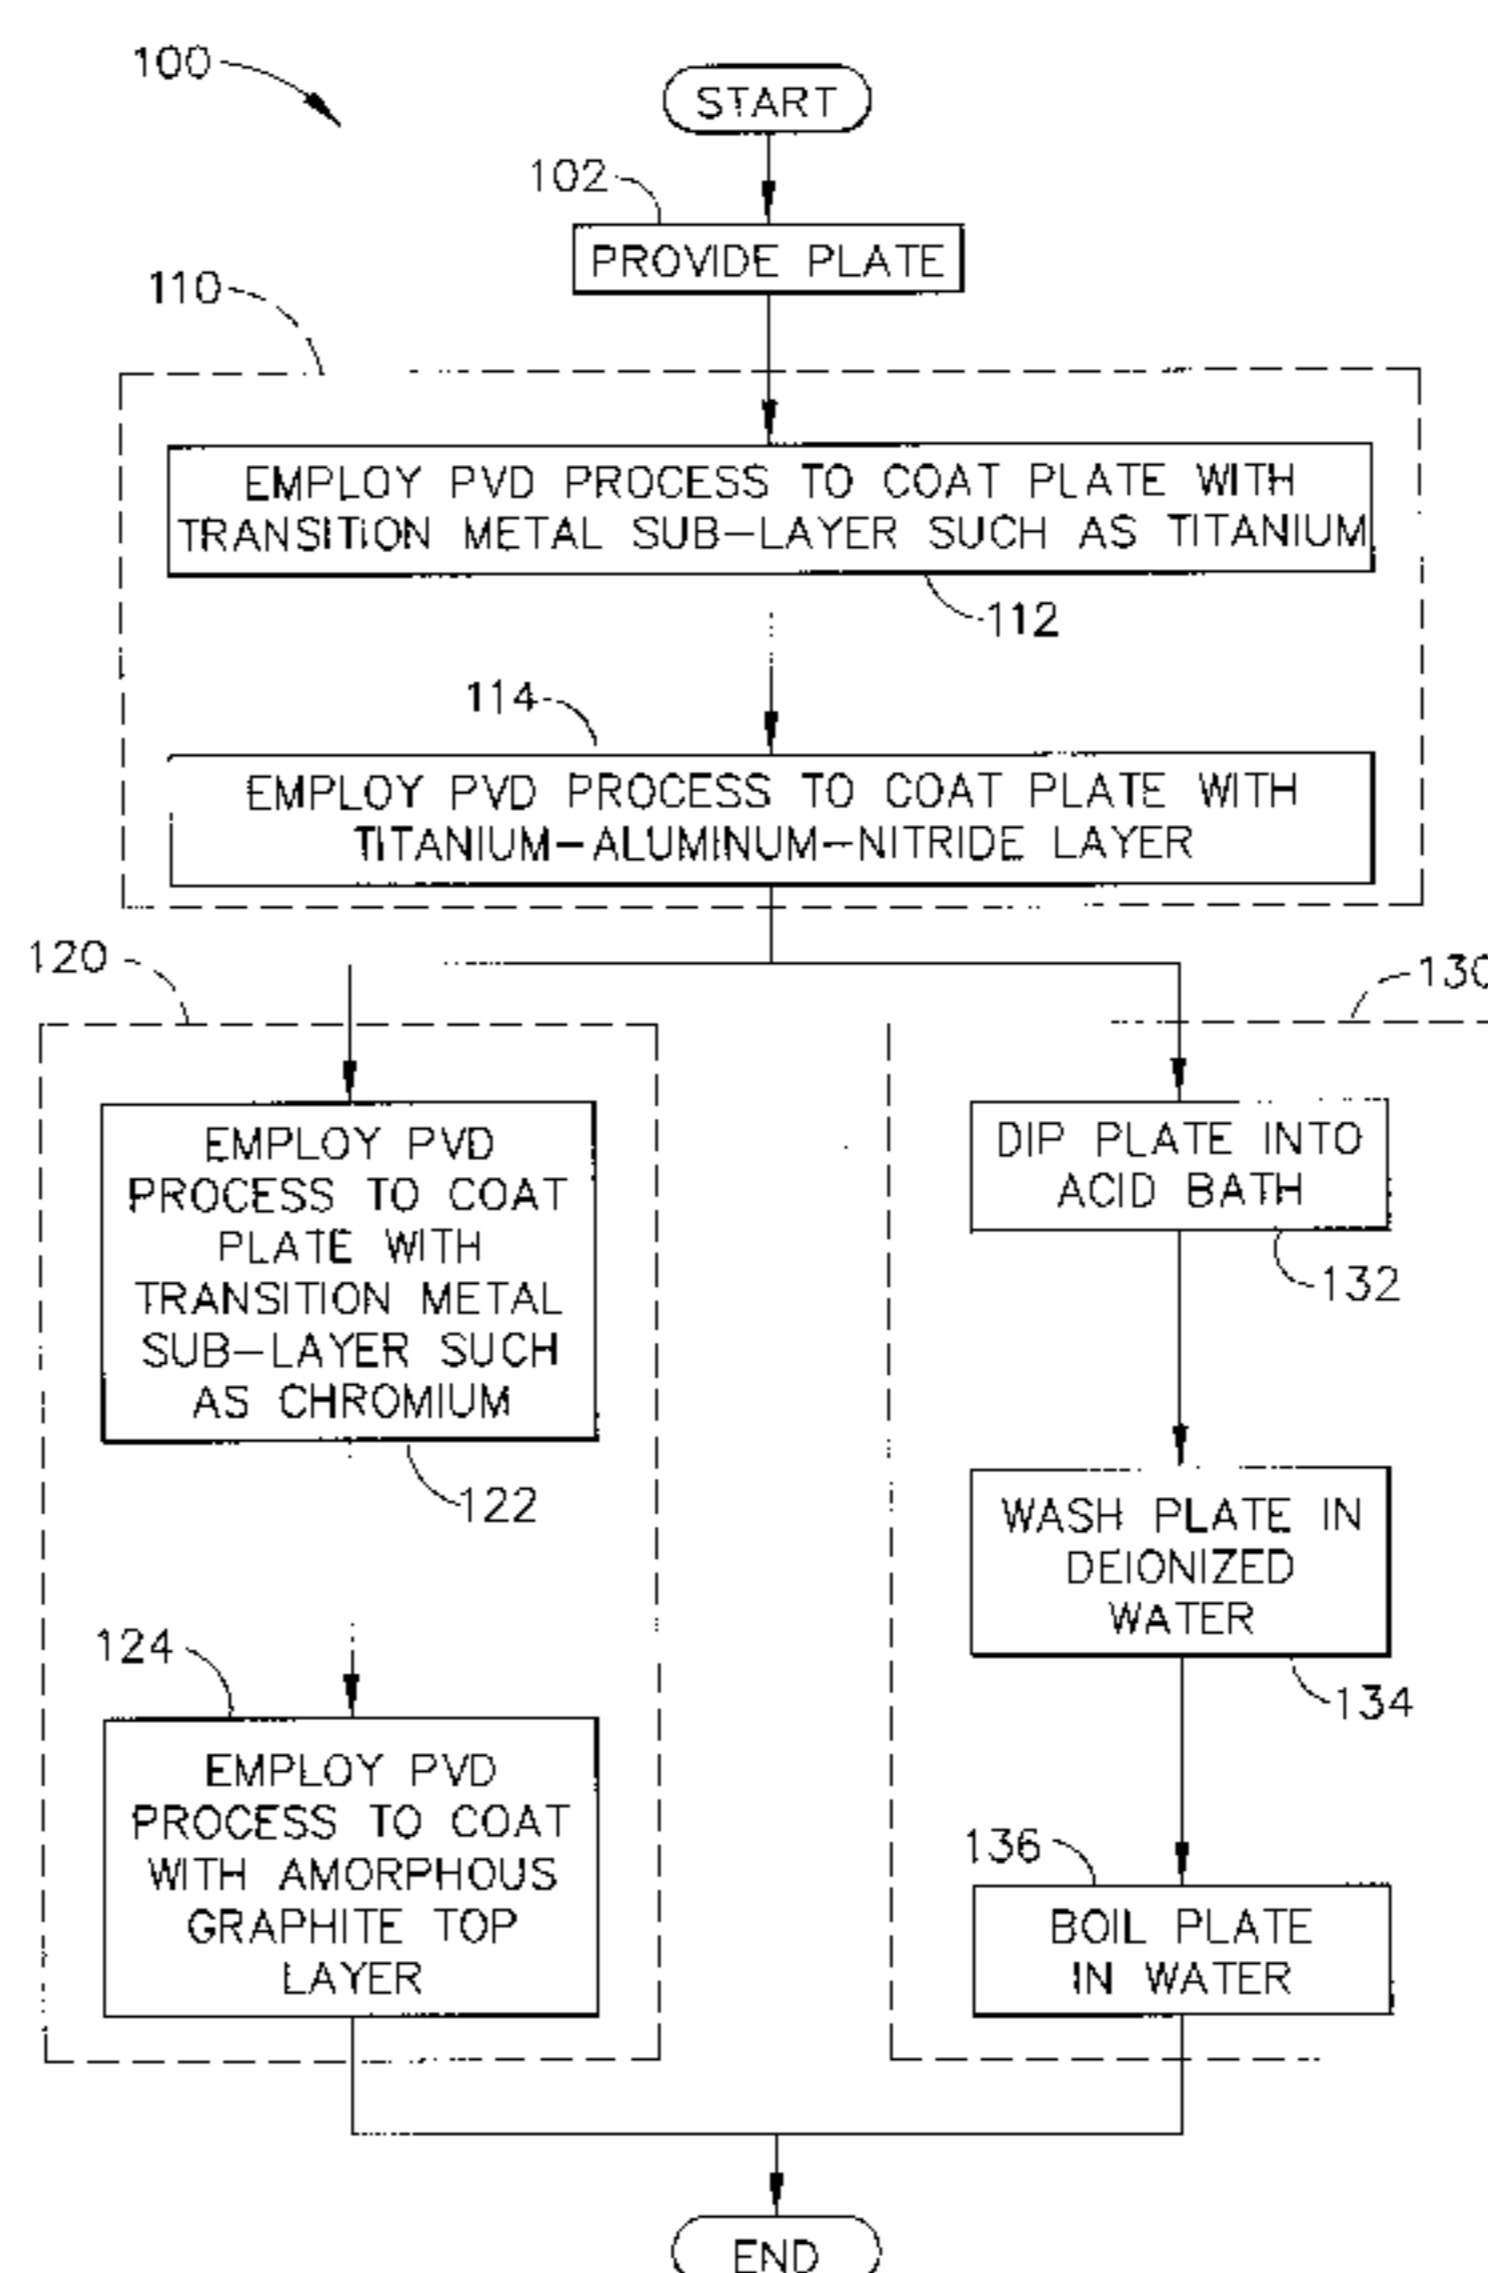 100
START
102
PROVIDE PLATE
110
EMPLOY PVD PROCESS TO COAT PLATE WITH
TRANSITION METAL SUB-LAYER SUCH AS TITANIUM
112
114
EMPLOY PVD PROCESS TO COAT PLATE WITH
TITANIUM-ALUMINUM-NITRIDE LAYER
120
130
EMPLOY PVD
PROCESS TO COAT
PLATE WITH
TRANSITION METAL
SUB-LAYER SUCH
AS CHROMIUM
122
124
EMPLOY PVD
PROCESS TO COAT
WITH AMORPHOUS
GRAPHITE TOP
LAYER
DIP PLATE INTO
ACID BATH
132
WASH PLATE IN
DEIONIZED
WATER
134
136
BOIL PLATE
IN WATER
END